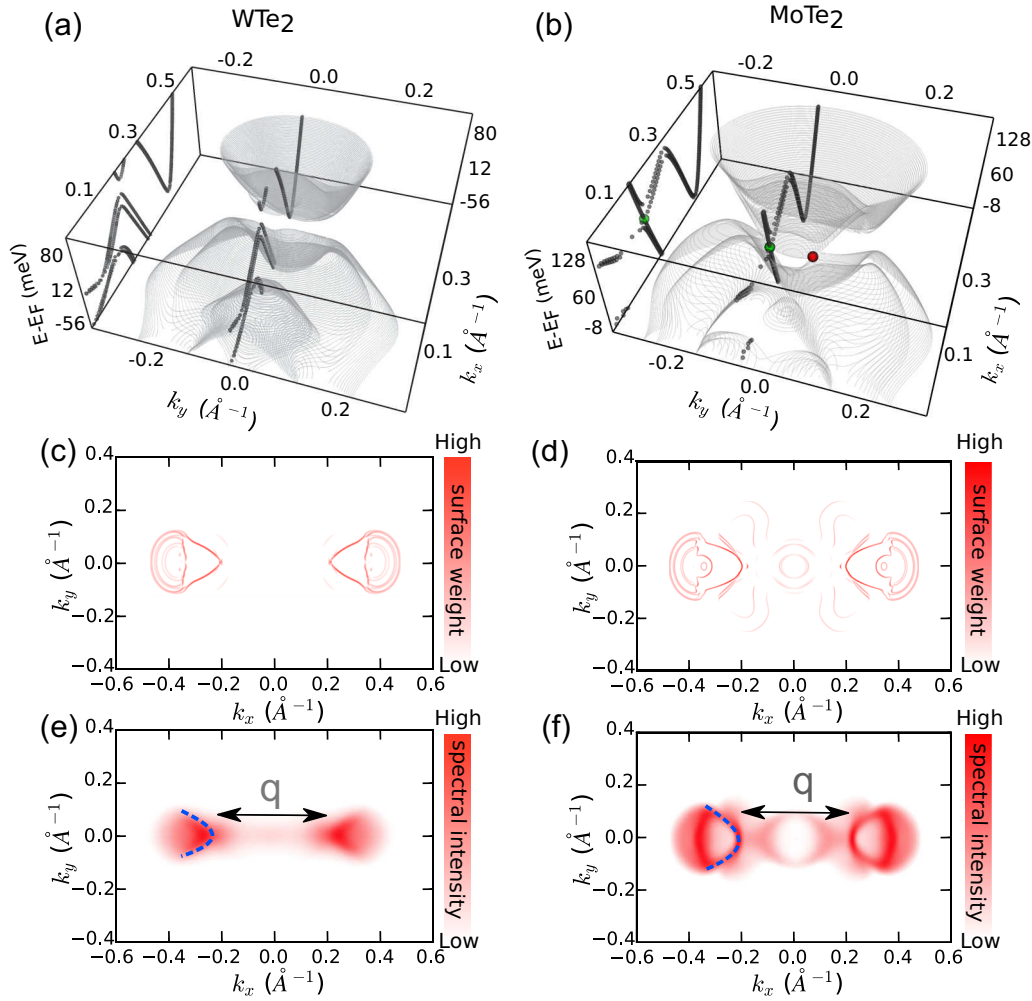 WTe2
MoTe2
(a)
(b)
-0.2
0.0
0.2
0.5
0.3
0.1
80
12
-56
0.3
0.1
80
12
-56
E-EF (meV)
-0.2
0.0
0.2
ky (Å−1)
kx (Å−1)
-0.2
0.0
0.2
0.5
0.3
0.1
128
60
-8
0.3
0.1
128
60
-8
E-EF (meV)
-0.2
0.0
0.2
ky (Å−1)
kx (Å−1)
(c)
0.4
0.2
0.0
−0.2
−0.4
ky (Å−1)
−0.6 −0.4 −0.2 0.0 0.2 0.4 0.6
kx (Å−1)
High
surface weight
Low
(d)
0.4
0.2
0.0
−0.2
−0.4
ky (Å−1)
−0.6 −0.4 −0.2 0.0 0.2 0.4 0.6
kx (Å−1)
High
surface weight
Low
(e)
0.4
0.2
0.0
−0.2
−0.4
ky (Å−1)
q
−0.6 −0.4 −0.2 0.0 0.2 0.4 0.6
kx (Å−1)
High
spectral intensity
Low
(f)
0.4
0.2
0.0
−0.2
−0.4
ky (Å−1)
q
−0.6 −0.4 −0.2 0.0 0.2 0.4 0.6
kx (Å−1)
High
spectral intensity
Low